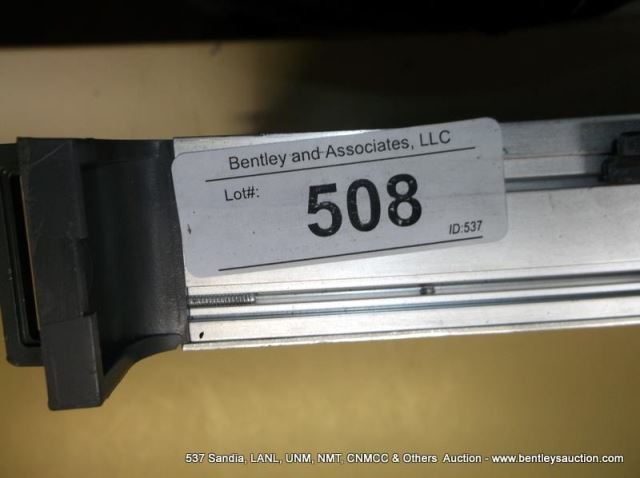 Bentley and Associates, LLC
Lot#:
508
ID:537
537 Sandia, LANL, UNM, NMT, CNMCC & Others Auction - www.bentleysauction.com